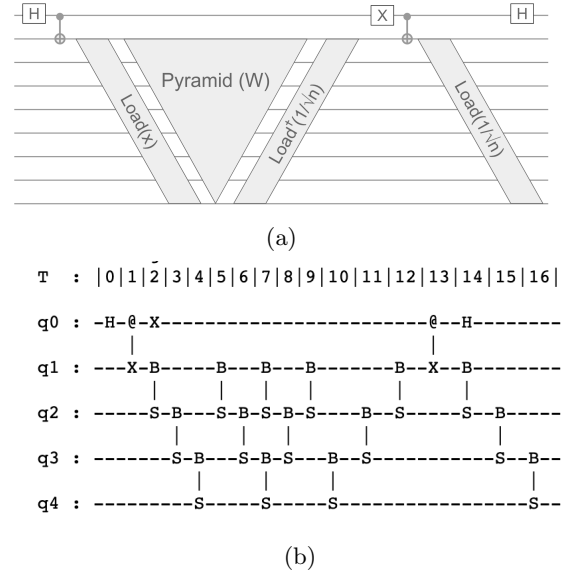 H
X
H
Load(x)
Pyramid (W)
Load†(1/√n)
Load(1/√n)
(a)
T : |0|1|2|3|4|5|6|7|8|9|10|11|12|13|14|15|16|
q0 : -H-@-X------------------------@--H--------
| |
q1 : ---X-B-----B---B---B-------B--X--B--------
| | | | | |
q2 : -----S-B---S-B-S-B-S----B--S-----S--B-----
| | | | |
q3 : -------S-B---S-B-S---B--S-----------S--B--
| | | |
q4 : ---------S-----S-----S-----------------S--
(b)